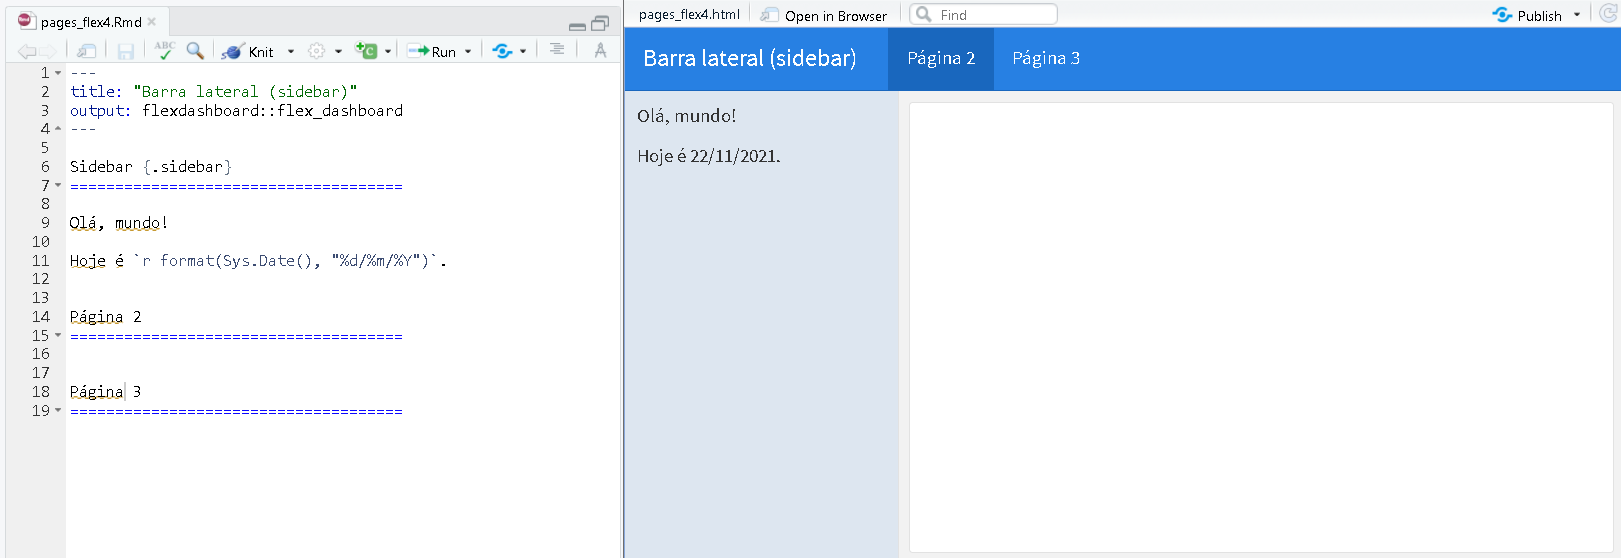 pages_flex4.Rmd
ABC Knit Run
1 ---
2 title: "Barra lateral (sidebar)"
3 output: flexdashboard::flex_dashboard
4 ---
5
6 Sidebar {.sidebar}
7 =====================================
8
9 Olá, mundo!
10
11 Hoje é `r format(Sys.Date(), "%d/%m/%Y")`.
12
13
14 Página 2
15 =====================================
16
17
18 Página 3
19 =====================================
pages_flex4.html Open in Browser Find Publish
Barra lateral (sidebar) Página 2 Página 3
Olá, mundo!
Hoje é 22/11/2021.